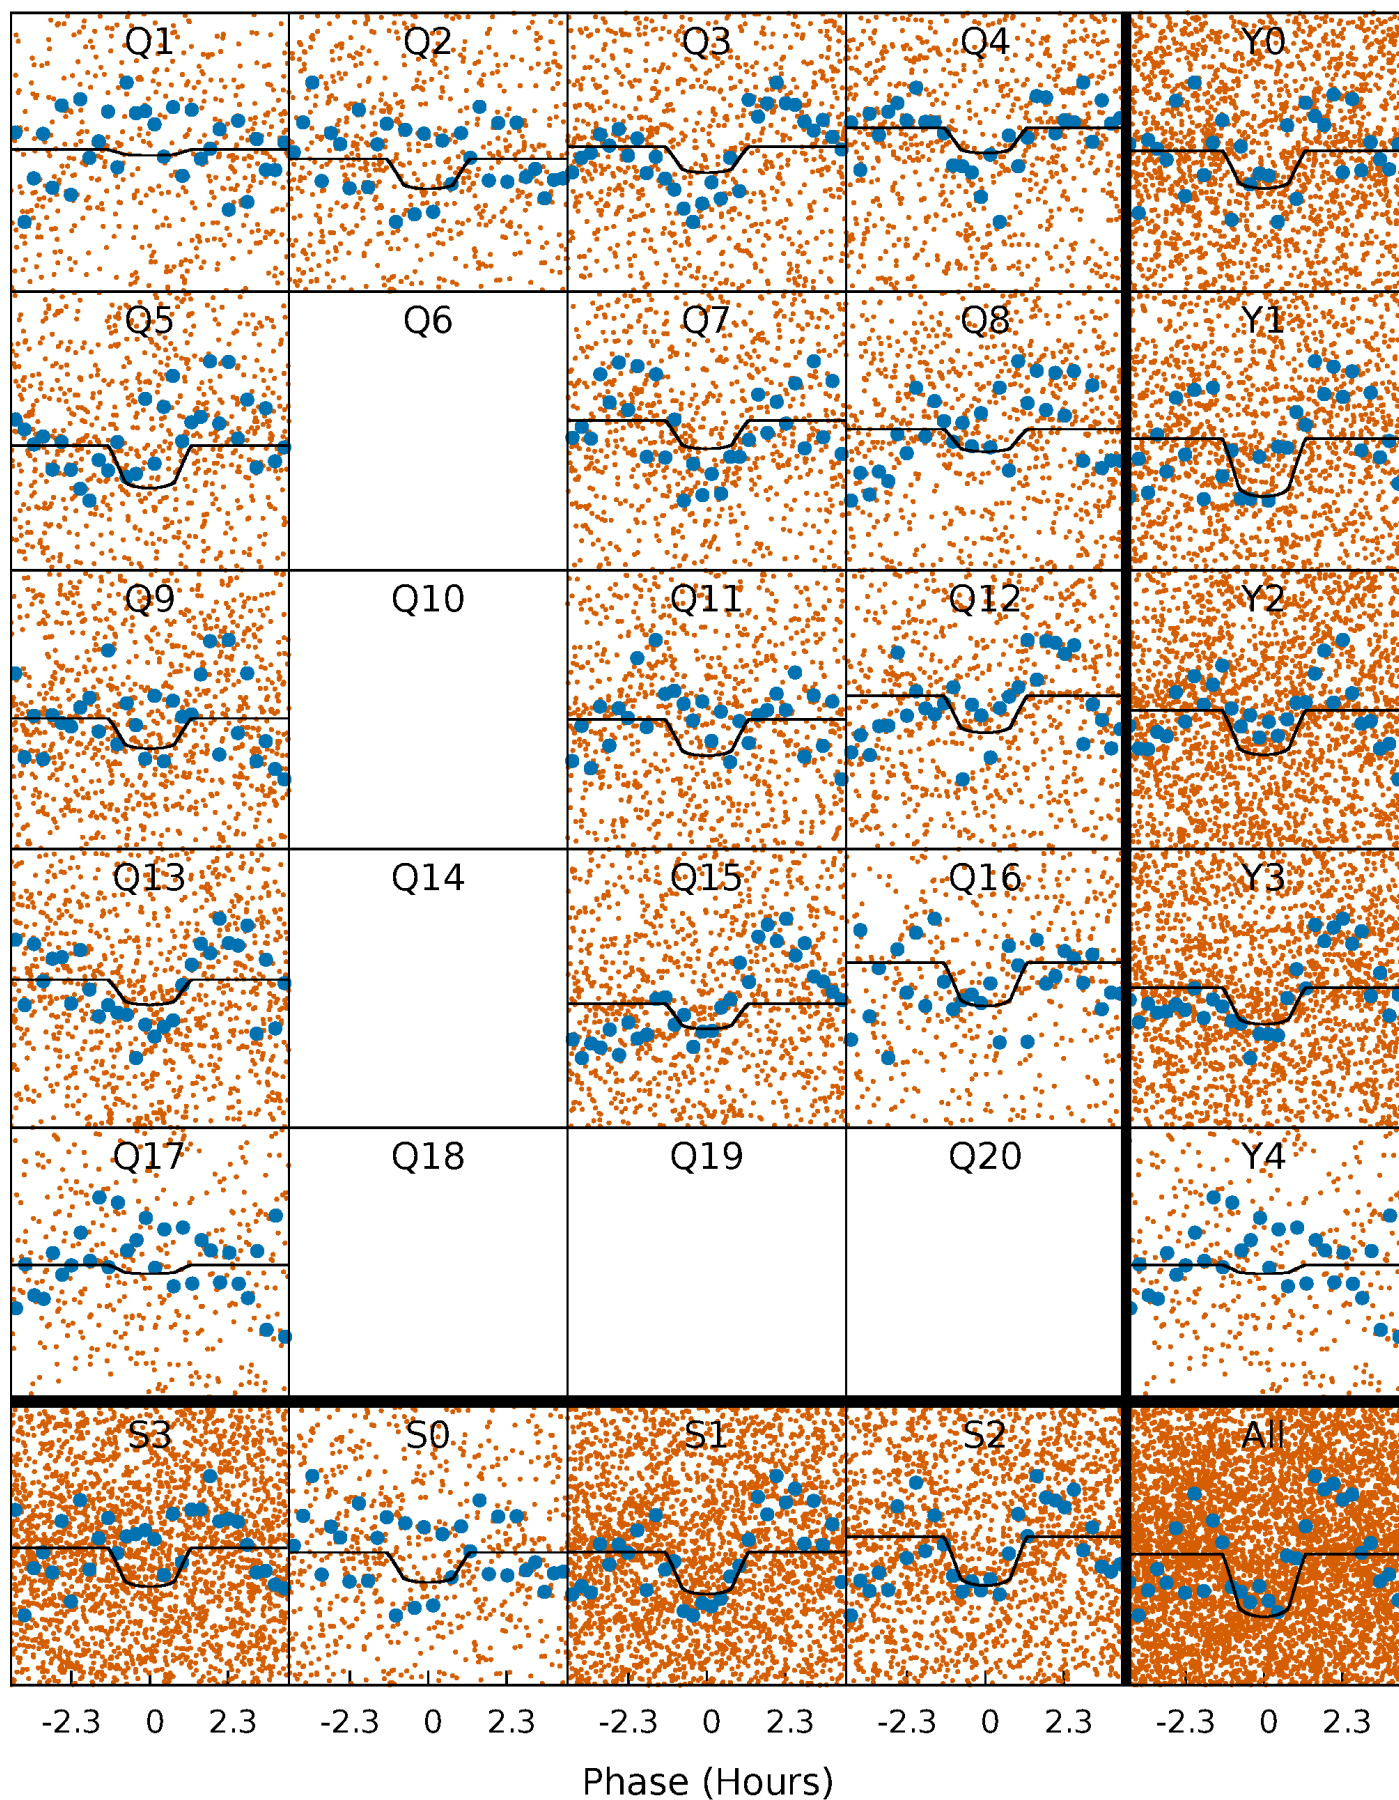 Q1 Q2 Q3 Q4 Y0
Q5 Q6 Q7 Q8 Y1
Q9 Q10 Q11 Q12 Y2
Q13 Q14 Q15 Q16 Y3
Q17 Q18 Q19 Q20 Y4
S3 S0 S1 S2 All
-2.3 0 2.3 -2.3 0 2.3 -2.3 0 2.3 -2.3 0 2.3 -2.3 0 2.3
Phase (Hours)